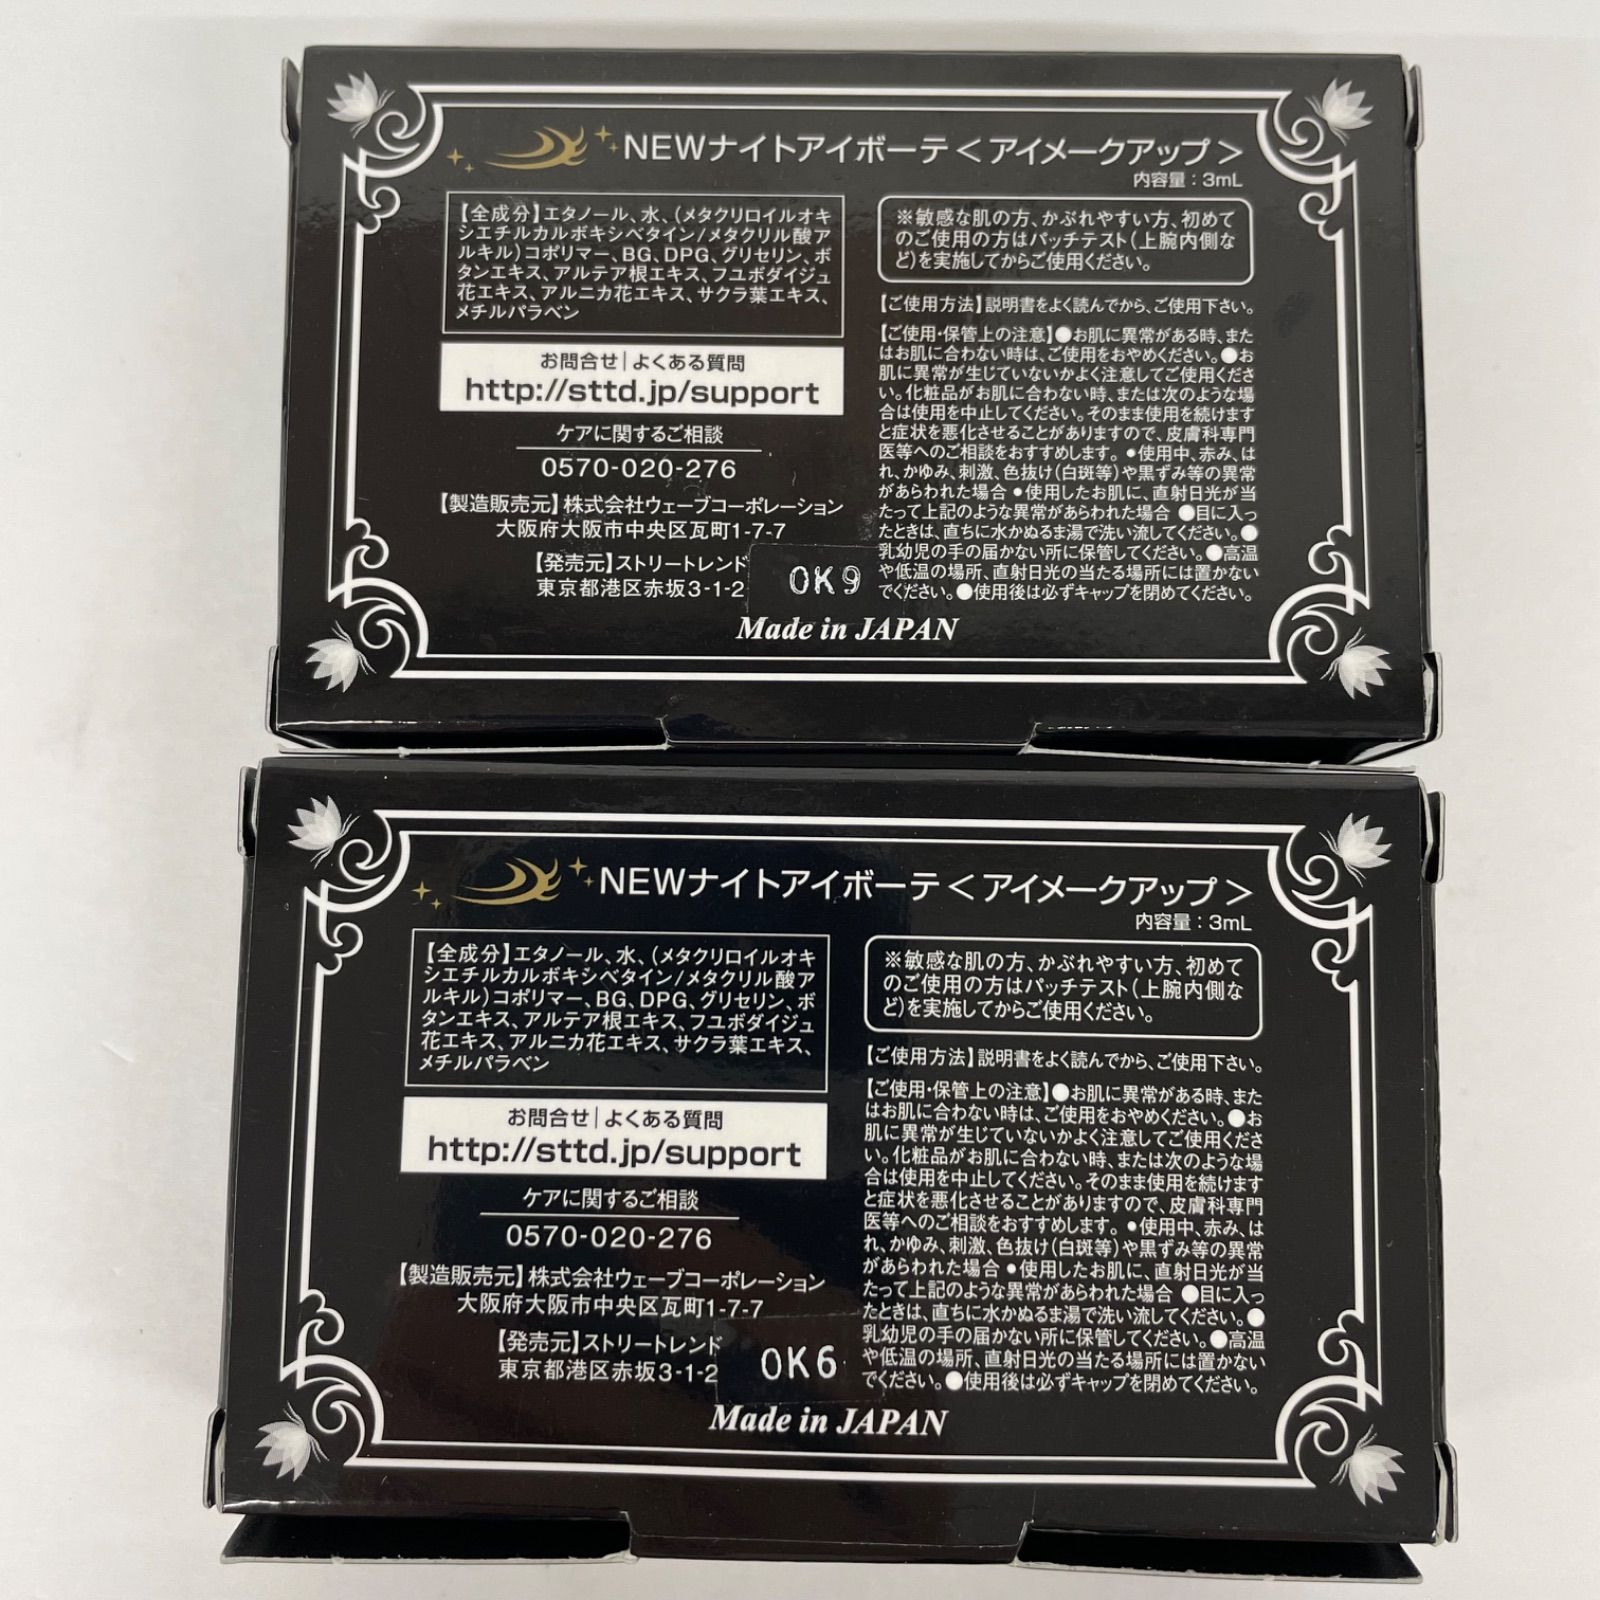 NEWナイトアイボーテ＜アイメークアップ＞
内容量：3mL
【全成分】エタノール、水、（メタクリロイルオキ
シエチルカルボキシベタイン/メタクリル酸ア
ルキル）コポリマー、BG、DPG、グリセリン、ボ
タンエキス、アルテア根エキス、フユボダイジュ
花エキス、アルニカ花エキス、サクラ葉エキス、
メチルパラベン
お問合せ｜よくある質問
http://sttd.jp/support
ケアに関するご相談
0570-020-276
【製造販売元】株式会社ウェーブコーポレーション
大阪府大阪市中央区瓦町1-7-7
【発売元】ストリートレンド
東京都港区赤坂3-1-2
OK9
※敏感な肌の方、かぶれやすい方、初めて
のご使用の方はパッチテスト（上腕内側な
ど）を実施してからご使用ください。
【ご使用方法】説明書をよく読んでから、ご使用下さい。
【ご使用・保管上の注意】●お肌に異常がある時、また
はお肌に合わない時は、ご使用をおやめください。●お
肌に異常が生じていないかよく注意してご使用くださ
い。化粧品がお肌に合わない時、または次のような場
合は使用を中止してください。そのまま使用を続けます
と症状を悪化させることがありますので、皮膚科専門
医等へのご相談をおすすめします。•使用中、赤み、は
れ、かゆみ、刺激、色抜け（白斑等）や黒ずみ等の異常
があらわれた場合•使用したお肌に、直射日光が当
たって上記のような異常があらわれた場合 ●目に入っ
たときは、直ちに水かぬるま湯で洗い流してください。●
乳幼児の手の届かない所に保管してください。●高温
や低温の場所、直射日光の当たる場所には置かない
でください。●使用後は必ずキャップを閉めてください。
Made in JAPAN
NEWナイトアイボーテ＜アイメークアップ＞
内容量：3mL
【全成分】エタノール、水、（メタクリロイルオキ
シエチルカルボキシベタイン/メタクリル酸ア
ルキル）コポリマー、BG、DPG、グリセリン、ボ
タンエキス、アルテア根エキス、フユボダイジュ
花エキス、アルニカ花エキス、サクラ葉エキス、
メチルパラベン
お問合せ｜よくある質問
http://sttd.jp/support
ケアに関するご相談
0570-020-276
【製造販売元】株式会社ウェーブコーポレーション
大阪府大阪市中央区瓦町1-7-7
【発売元】ストリートレンド
東京都港区赤坂3-1-2
OK6
※敏感な肌の方、かぶれやすい方、初めて
のご使用の方はパッチテスト（上腕内側な
ど）を実施してからご使用ください。
【ご使用方法】説明書をよく読んでから、ご使用下さい。
【ご使用・保管上の注意】●お肌に異常がある時、また
はお肌に合わない時は、ご使用をおやめください。●お
肌に異常が生じていないかよく注意してご使用くださ
い。化粧品がお肌に合わない時、または次のような場
合は使用を中止してください。そのまま使用を続けます
と症状を悪化させることがありますので、皮膚科専門
医等へのご相談をおすすめします。•使用中、赤み、は
れ、かゆみ、刺激、色抜け（白斑等）や黒ずみ等の異常
があらわれた場合•使用したお肌に、直射日光が当
たって上記のような異常があらわれた場合 ●目に入っ
たときは、直ちに水かぬるま湯で洗い流してください。●
乳幼児の手の届かない所に保管してください。●高温
や低温の場所、直射日光の当たる場所には置かない
でください。●使用後は必ずキャップを閉めてください。
Made in JAPAN